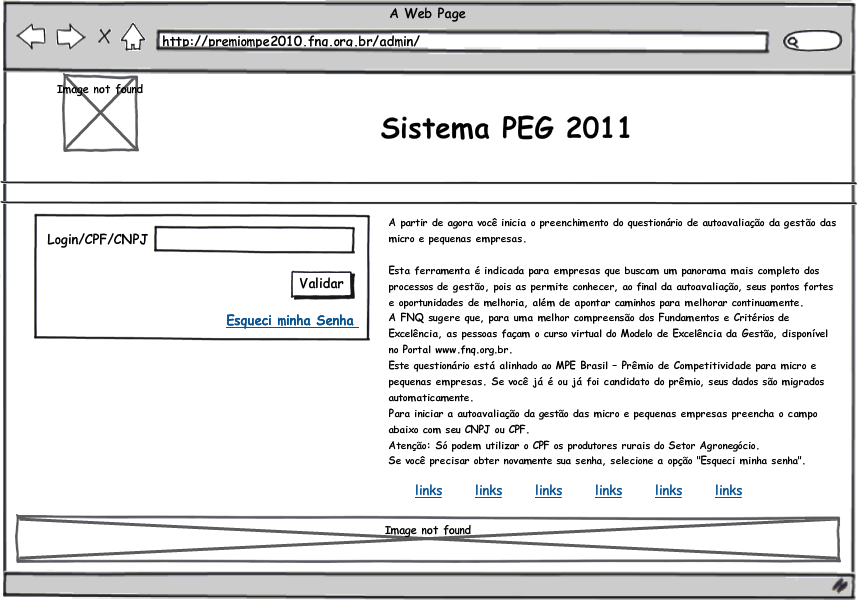 A Web Page
http://premiompe2010.fnq.org.br/admin/
Image not found
Sistema PEG 2011
Login/CPF/CNPJ
Validar
Esqueci minha Senha
A partir de agora você inicia o preenchimento do questionário de autoavaliação da gestão das
micro e pequenas empresas.
Esta ferramenta é indicada para empresas que buscam um panorama mais completo dos
processos de gestão, pois as permite conhecer, ao final da autoavaliação, seus pontos fortes
e oportunidades de melhoria, além de apontar caminhos para melhorar continuamente.
A FNQ sugere que, para uma melhor compreensão dos Fundamentos e Critérios de
Excelência, as pessoas façam o curso virtual do Modelo de Excelência da Gestão, disponível
no Portal www.fnq.org.br.
Este questionário está alinhado ao MPE Brasil – Prêmio de Competitividade para micro e
pequenas empresas. Se você já é ou já foi candidato do prêmio, seus dados são migrados
automaticamente.
Para iniciar a autoavaliação da gestão das micro e pequenas empresas preencha o campo
abaixo com seu CNPJ ou CPF.
Atenção: Só podem utilizar o CPF os produtores rurais do Setor Agronegócio.
Se você precisar obter novamente sua senha, selecione a opção "Esqueci minha senha".
links links links links links links
Image not found